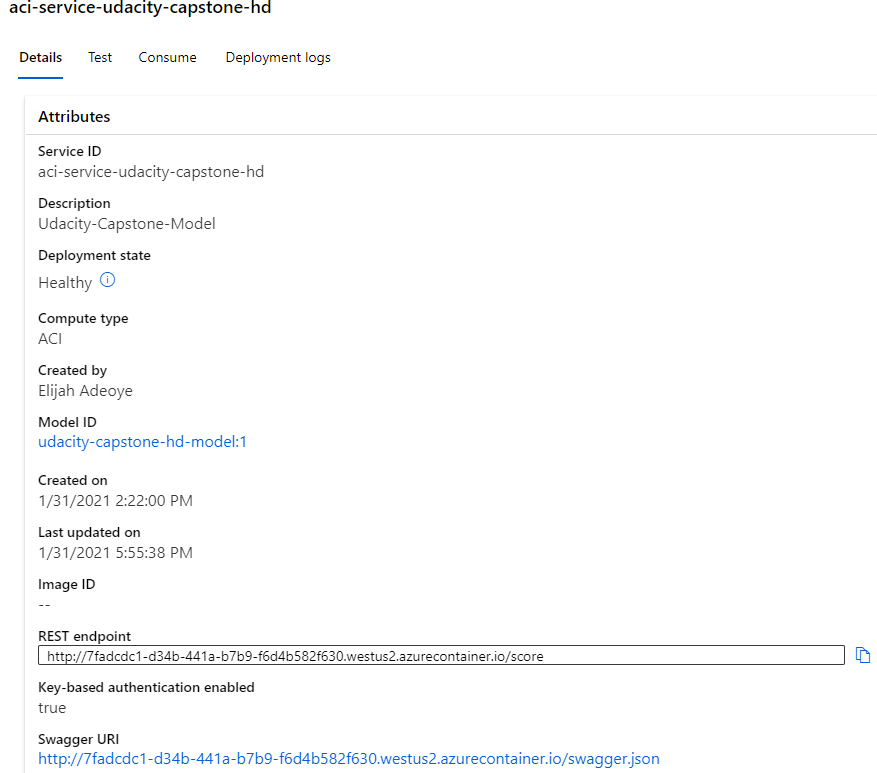 aci-service-udacity-capstone-hd
Details Test Consume Deployment logs
Attributes
Service ID
aci-service-udacity-capstone-hd
Description
Udacity-Capstone-Model
Deployment state
Healthy
Compute type
ACI
Created by
Elijah Adeoye
Model ID
udacity-capstone-hd-model:1
Created on
1/31/2021 2:22:00 PM
Last updated on
1/31/2021 5:55:38 PM
Image ID
--
REST endpoint
http://7fadcdc1-d34b-441a-b7b9-f6d4b582f630.westus2.azurecontainer.io/score
Key-based authentication enabled
true
Swagger URI
http://7fadcdc1-d34b-441a-b7b9-f6d4b582f630.westus2.azurecontainer.io/swagger.json